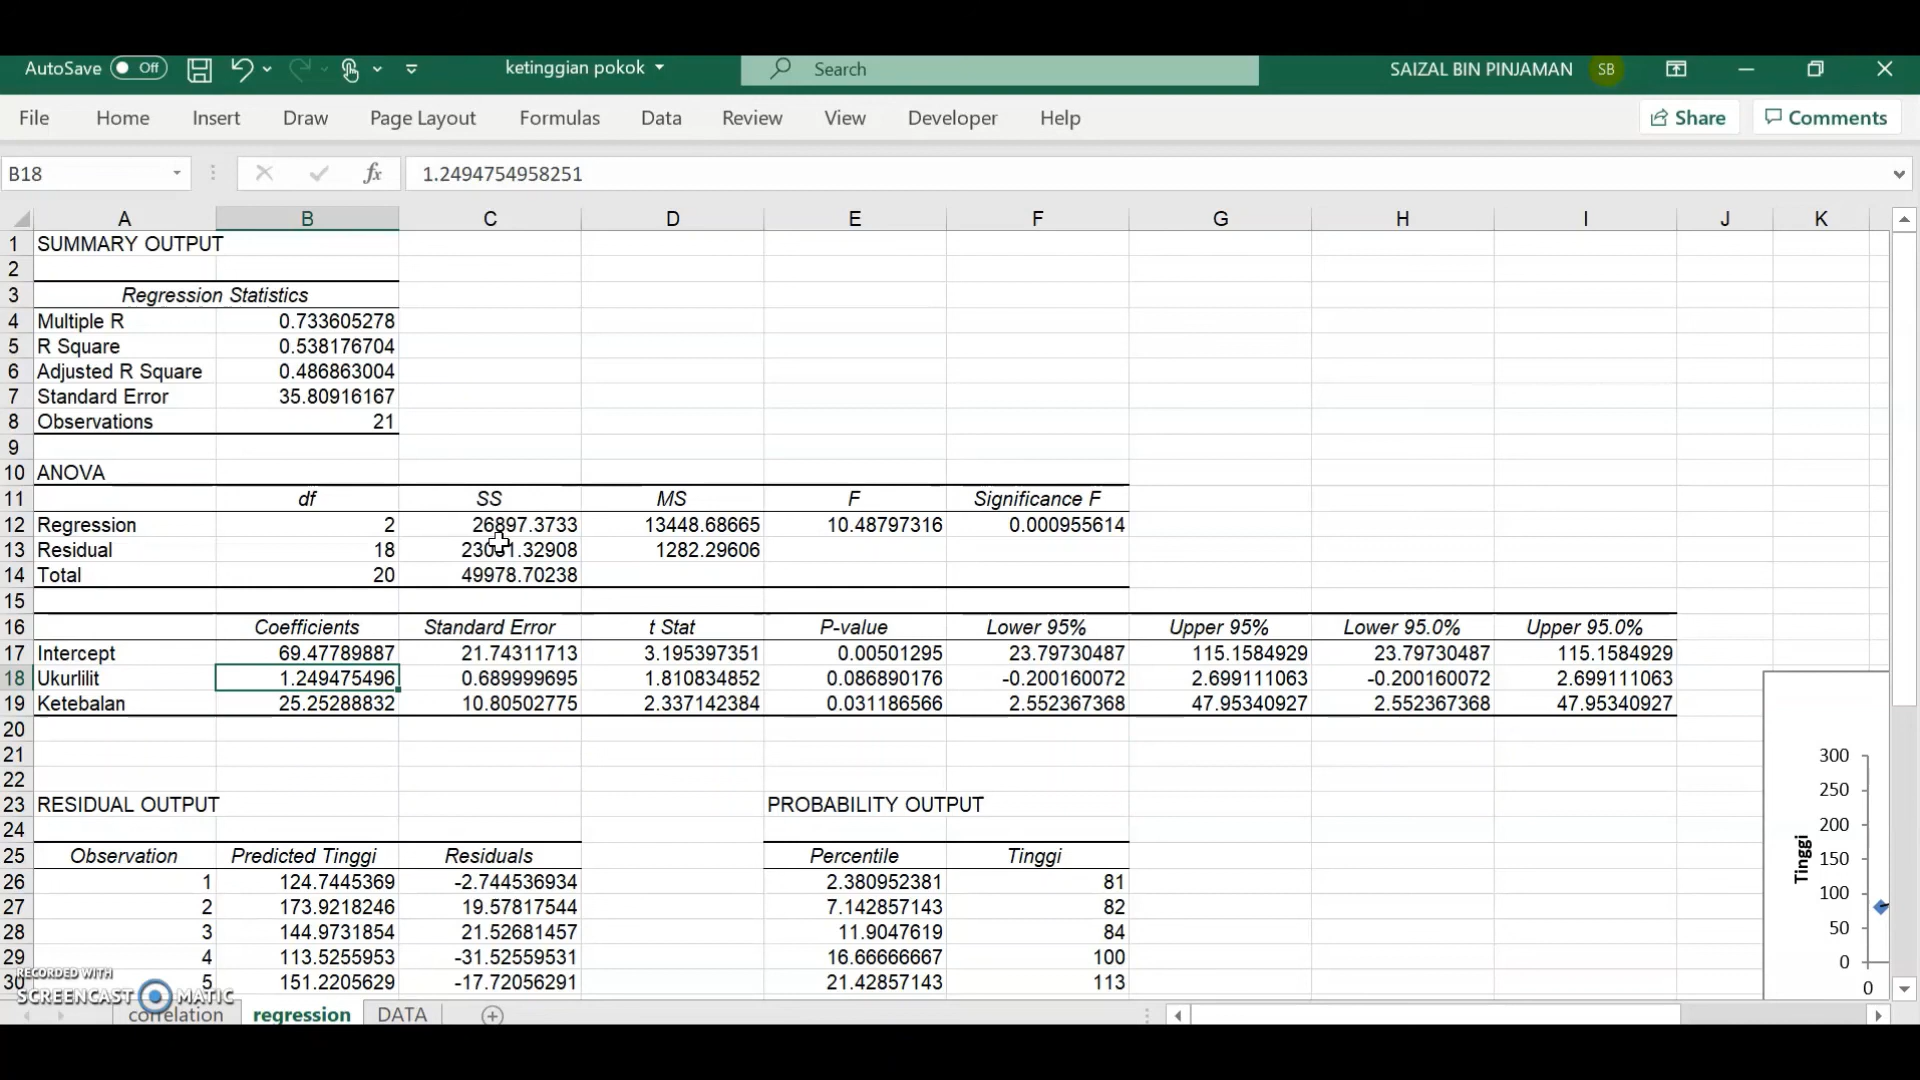 AutoSave Off ketinggian pokok Search SAIZAL BIN PINJAMAN SB
File Home Insert Draw Page Layout Formulas Data Review View Developer Help Share Comments
B18 fx 1.2494754958251
A B C D E F G H I J K
1 SUMMARY OUTPUT
2
3 Regression Statistics
4 Multiple R 0.733605278
5 R Square 0.538176704
6 Adjusted R Square 0.486863004
7 Standard Error 35.80916167
8 Observations 21
9
10 ANOVA
11 df SS MS F Significance F
12 Regression 2 26897.3733 13448.68665 10.48797316 0.000955614
13 Residual 18 1282.29606
14 Total 20 49978.70238
15
16 Coefficients Standard Error t Stat P-value Lower 95% Upper 95% Lower 95.0% Upper 95.0%
17 Intercept 69.47789887 21.74311713 3.195397351 0.00501295 23.79730487 115.1584929 23.79730487 115.1584929
18 Ukurlilit 1.249475496 0.689999695 1.810834852 0.086890176 -0.200160072 2.699111063 -0.200160072 2.699111063
19 Ketebalan 25.25288832 10.80502775 2.337142384 0.031186566 2.552367368 47.95340927 2.552367368 47.95340927
20
21
22
23 RESIDUAL OUTPUT PROBABILITY OUTPUT
24
25 Observation Predicted Tinggi Residuals Percentile Tinggi
26 1 124.7445369 -2.744536934 2.380952381 81
27 2 173.9218246 19.57817544 7.142857143 82
28 3 144.9731854 21.52681457 11.9047619 84
29 4 113.5255953 -31.52559531 16.66666667 100
30 5 151.2205629 -17.72056291 21.42857143 113
300
250
200
150
100
50
0
0
Tinggi
RECORDED WITH
SCREENCAST MATIC
correlation regression DATA